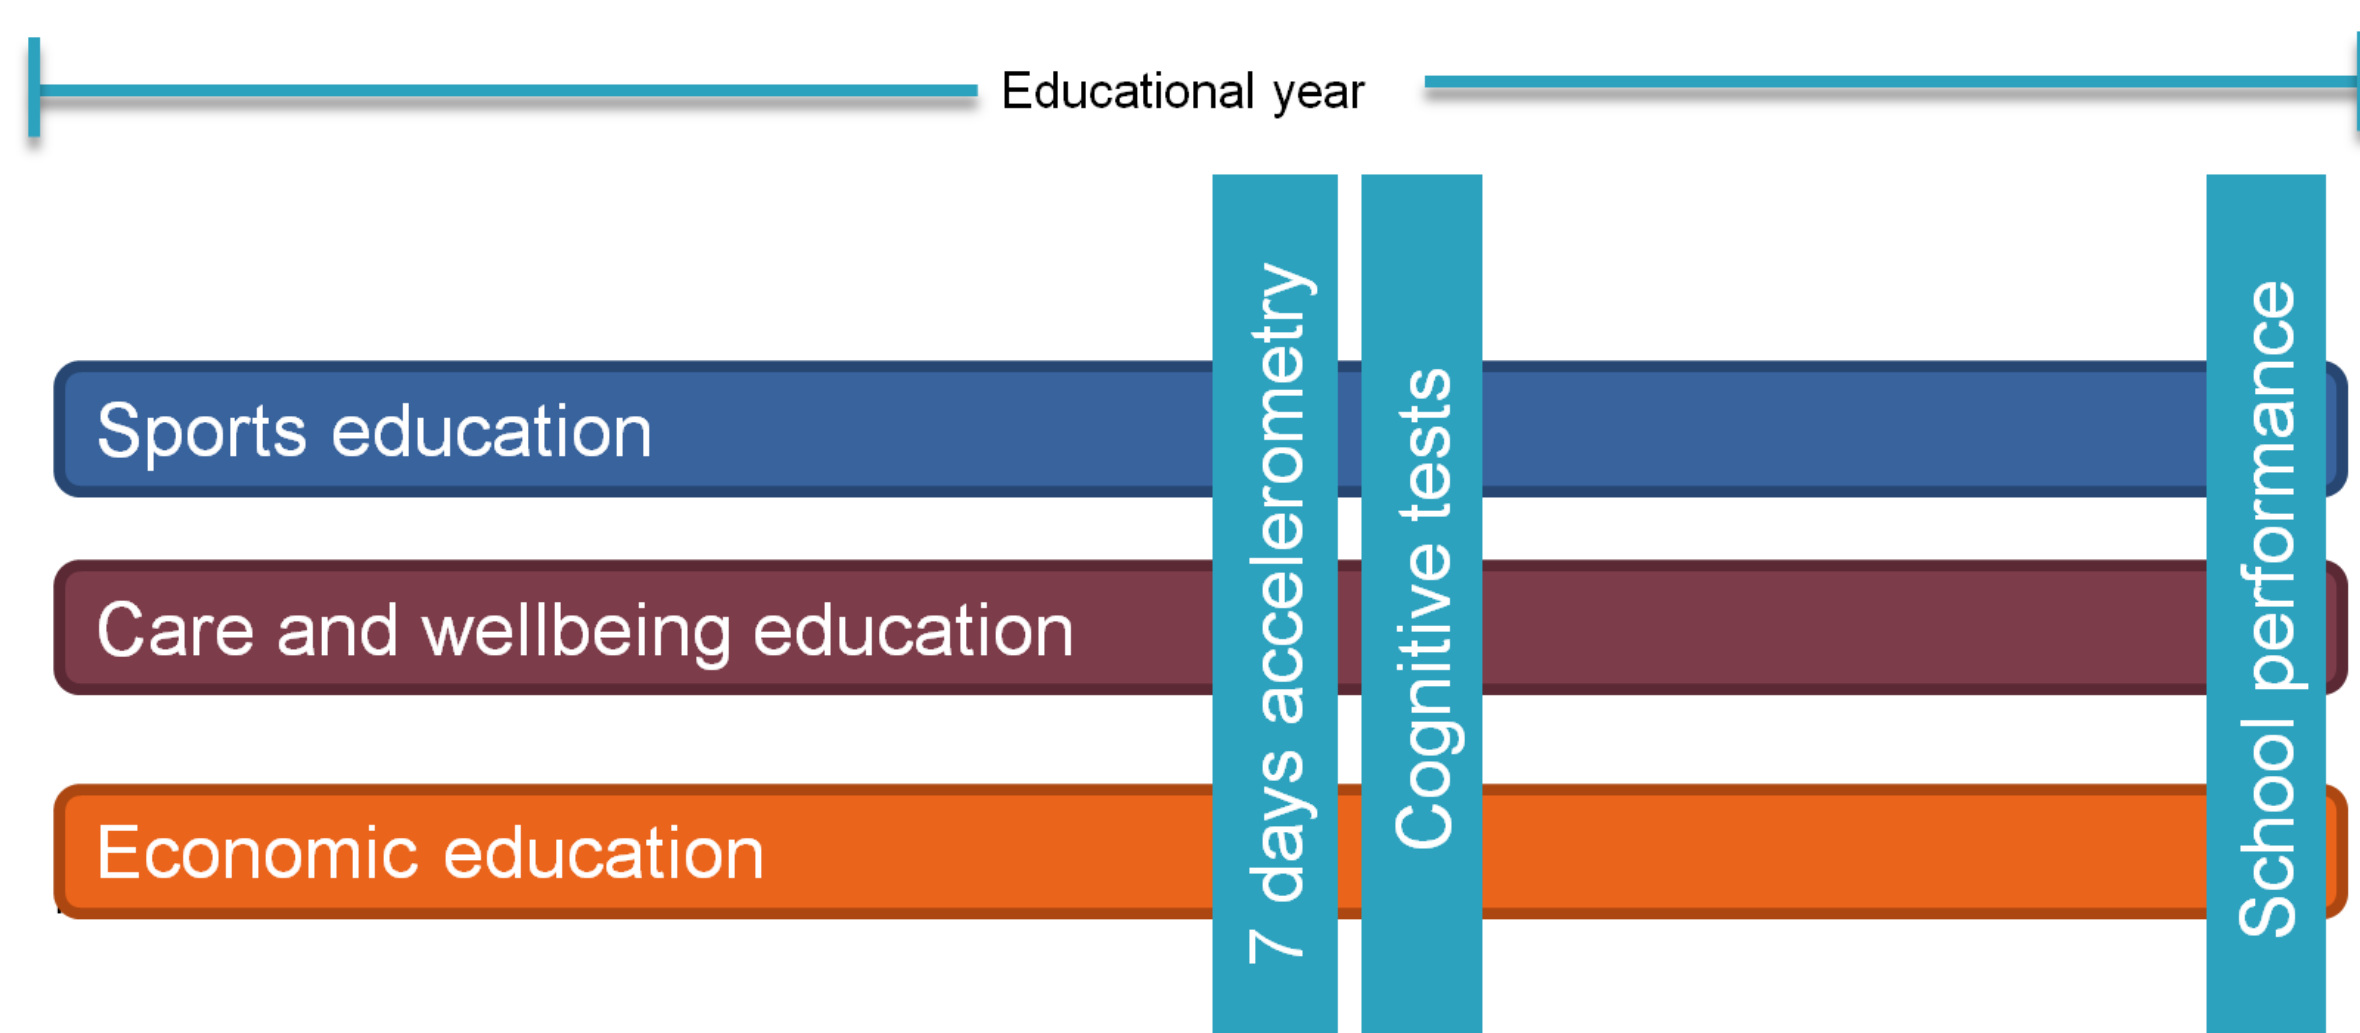 Educational year
Sports education
Care and wellbeing education
Economic education
7 days accelerometry
Cognitive tests
School performance